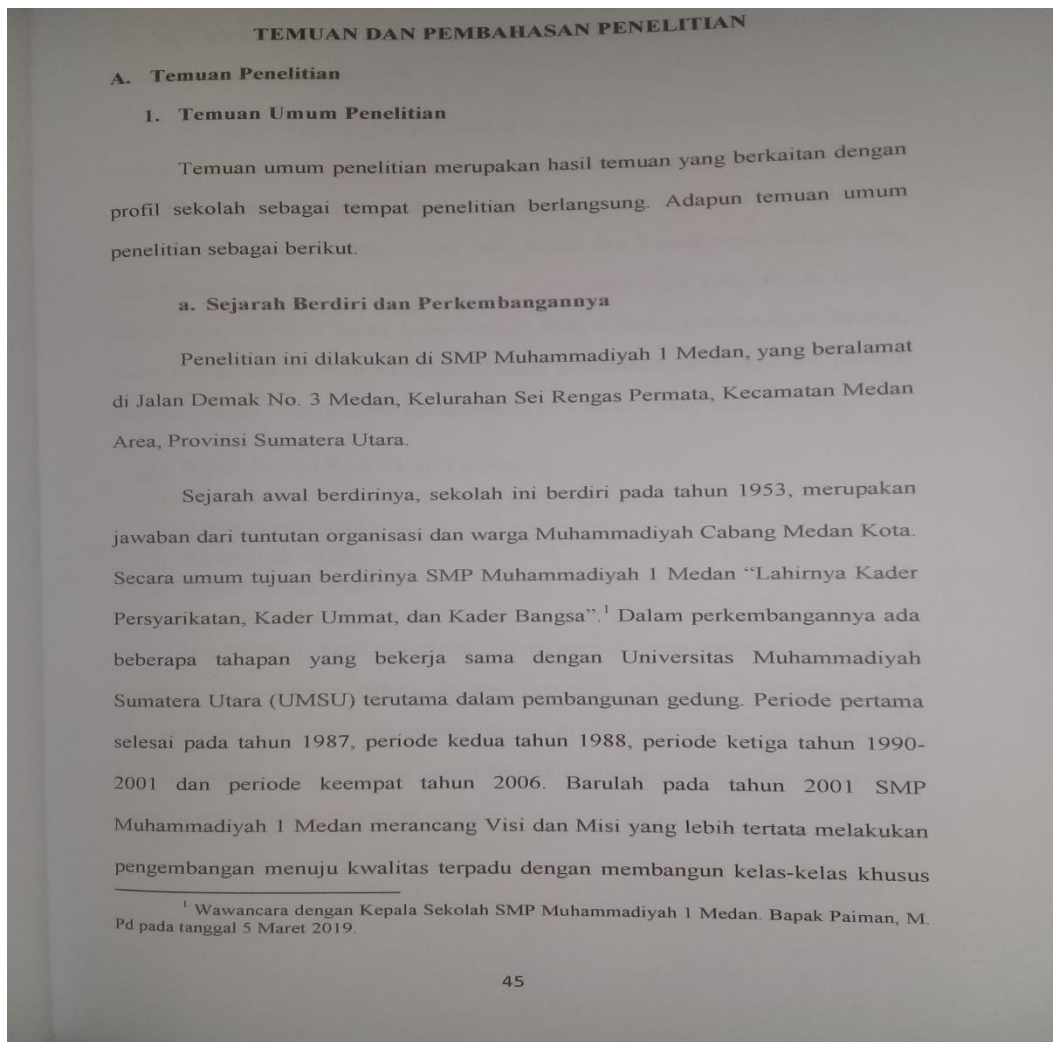 TEMUAN DAN PEMBAHASAN PENELITIAN
A. Temuan Penelitian
1. Temuan Umum Penelitian
Temuan umum penelitian merupakan hasil temuan yang berkaitan dengan
profil sekolah sebagai tempat penelitian berlangsung. Adapun temuan umum
penelitian sebagai berikut.
a. Sejarah Berdiri dan Perkembangannya
Penelitian ini dilakukan di SMP Muhammadiyah 1 Medan, yang beralamat
di Jalan Demak No. 3 Medan, Kelurahan Sei Rengas Permata, Kecamatan Medan
Area, Provinsi Sumatera Utara.
Sejarah awal berdirinya, sekolah ini berdiri pada tahun 1953, merupakan
jawaban dari tuntutan organisasi dan warga Muhammadiyah Cabang Medan Kota.
Secara umum tujuan berdirinya SMP Muhammadiyah 1 Medan “Lahirnya Kader
Persyarikatan, Kader Ummat, dan Kader Bangsa”.¹ Dalam perkembangannya ada
beberapa tahapan yang bekerja sama dengan Universitas Muhammadiyah
Sumatera Utara (UMSU) terutama dalam pembangunan gedung. Periode pertama
selesai pada tahun 1987, periode kedua tahun 1988, periode ketiga tahun 1990-
2001 dan periode keempat tahun 2006. Barulah pada tahun 2001 SMP
Muhammadiyah 1 Medan merancang Visi dan Misi yang lebih tertata melakukan
pengembangan menuju kwalitas terpadu dengan membangun kelas-kelas khusus
¹ Wawancara dengan Kepala Sekolah SMP Muhammadiyah 1 Medan. Bapak Paiman, M.
Pd pada tanggal 5 Maret 2019.
45